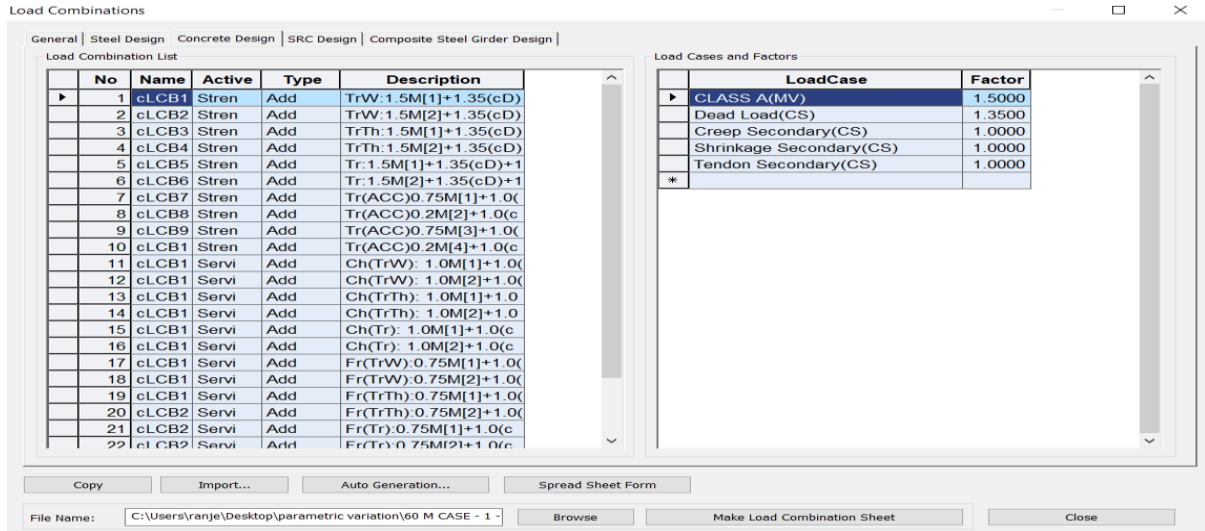 Load Combinations
General Steel Design Concrete Design SRC Design Composite Steel Girder Design
Load Combination List
No Name Active Type Description
1 cLCB1 Stren Add TrW:1.5M[1]+1.35(cD)
2 cLCB2 Stren Add TrW:1.5M[2]+1.35(cD)
3 cLCB3 Stren Add TrTh:1.5M[1]+1.35(cD)
4 cLCB4 Stren Add TrTh:1.5M[2]+1.35(cD)
5 cLCB5 Stren Add Tr:1.5M[1]+1.35(cD)+1
6 cLCB6 Stren Add Tr:1.5M[2]+1.35(cD)+1
7 cLCB7 Stren Add Tr(ACC)0.75M[1]+1.0(
8 cLCB8 Stren Add Tr(ACC)0.2M[2]+1.0(c
9 cLCB9 Stren Add Tr(ACC)0.75M[3]+1.0(
10 cLCB1 Stren Add Tr(ACC)0.2M[4]+1.0(c
11 cLCB1 Servi Add Ch(TrW): 1.0M[1]+1.0(
12 cLCB1 Servi Add Ch(TrW): 1.0M[2]+1.0(
13 cLCB1 Servi Add Ch(TrTh): 1.0M[1]+1.0
14 cLCB1 Servi Add Ch(TrTh): 1.0M[2]+1.0
15 cLCB1 Servi Add Ch(Tr): 1.0M[1]+1.0(c
16 cLCB1 Servi Add Ch(Tr): 1.0M[2]+1.0(c
17 cLCB1 Servi Add Fr(TrW):0.75M[1]+1.0(
18 cLCB1 Servi Add Fr(TrW):0.75M[2]+1.0(
19 cLCB1 Servi Add Fr(TrTh):0.75M[1]+1.0(
20 cLCB2 Servi Add Fr(TrTh):0.75M[2]+1.0(
21 cLCB2 Servi Add Fr(Tr):0.75M[1]+1.0(c
22 cLCB2 Servi Add Fr(Tr):0.75M[2]+1.0(c
Load Cases and Factors
LoadCase Factor
CLASS A(MV) 1.5000
Dead Load(CS) 1.3500
Creep Secondary(CS) 1.0000
Shrinkage Secondary(CS) 1.0000
Tendon Secondary(CS) 1.0000
Copy Import... Auto Generation... Spread Sheet Form
File Name: C:\Users\ranje\Desktop\parametric variation\60 M CASE - 1 - Browse Make Load Combination Sheet Close